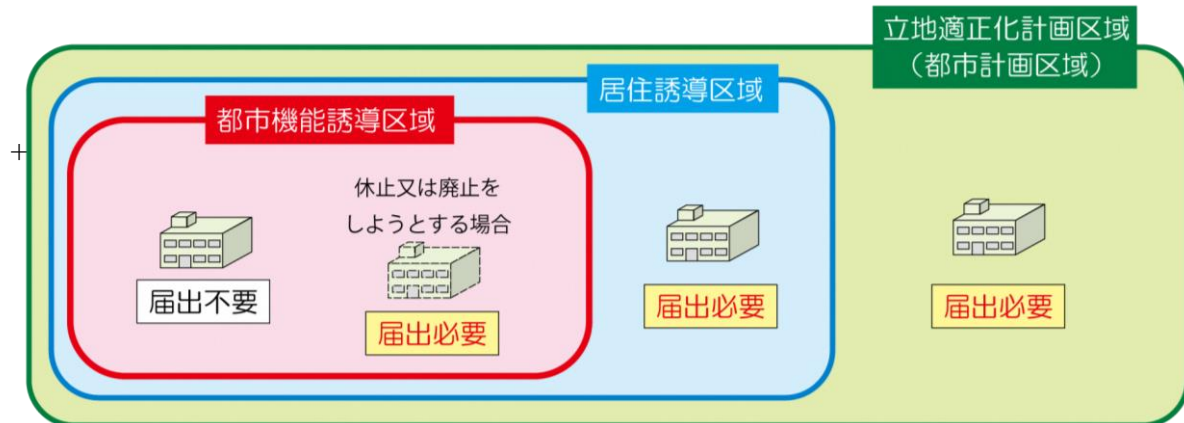 立地適正化計画区域
（都市計画区域）
居住誘導区域
都市機能誘導区域
休止又は廃止を
しようとする場合
届出不要
届出必要
届出必要
届出必要